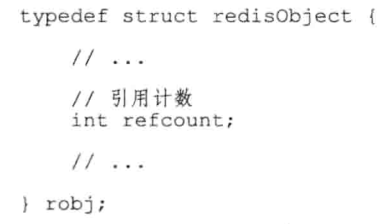 typedef struct redisObject {
// ...
// 引用计数
int refcount;
// ...
} robj;